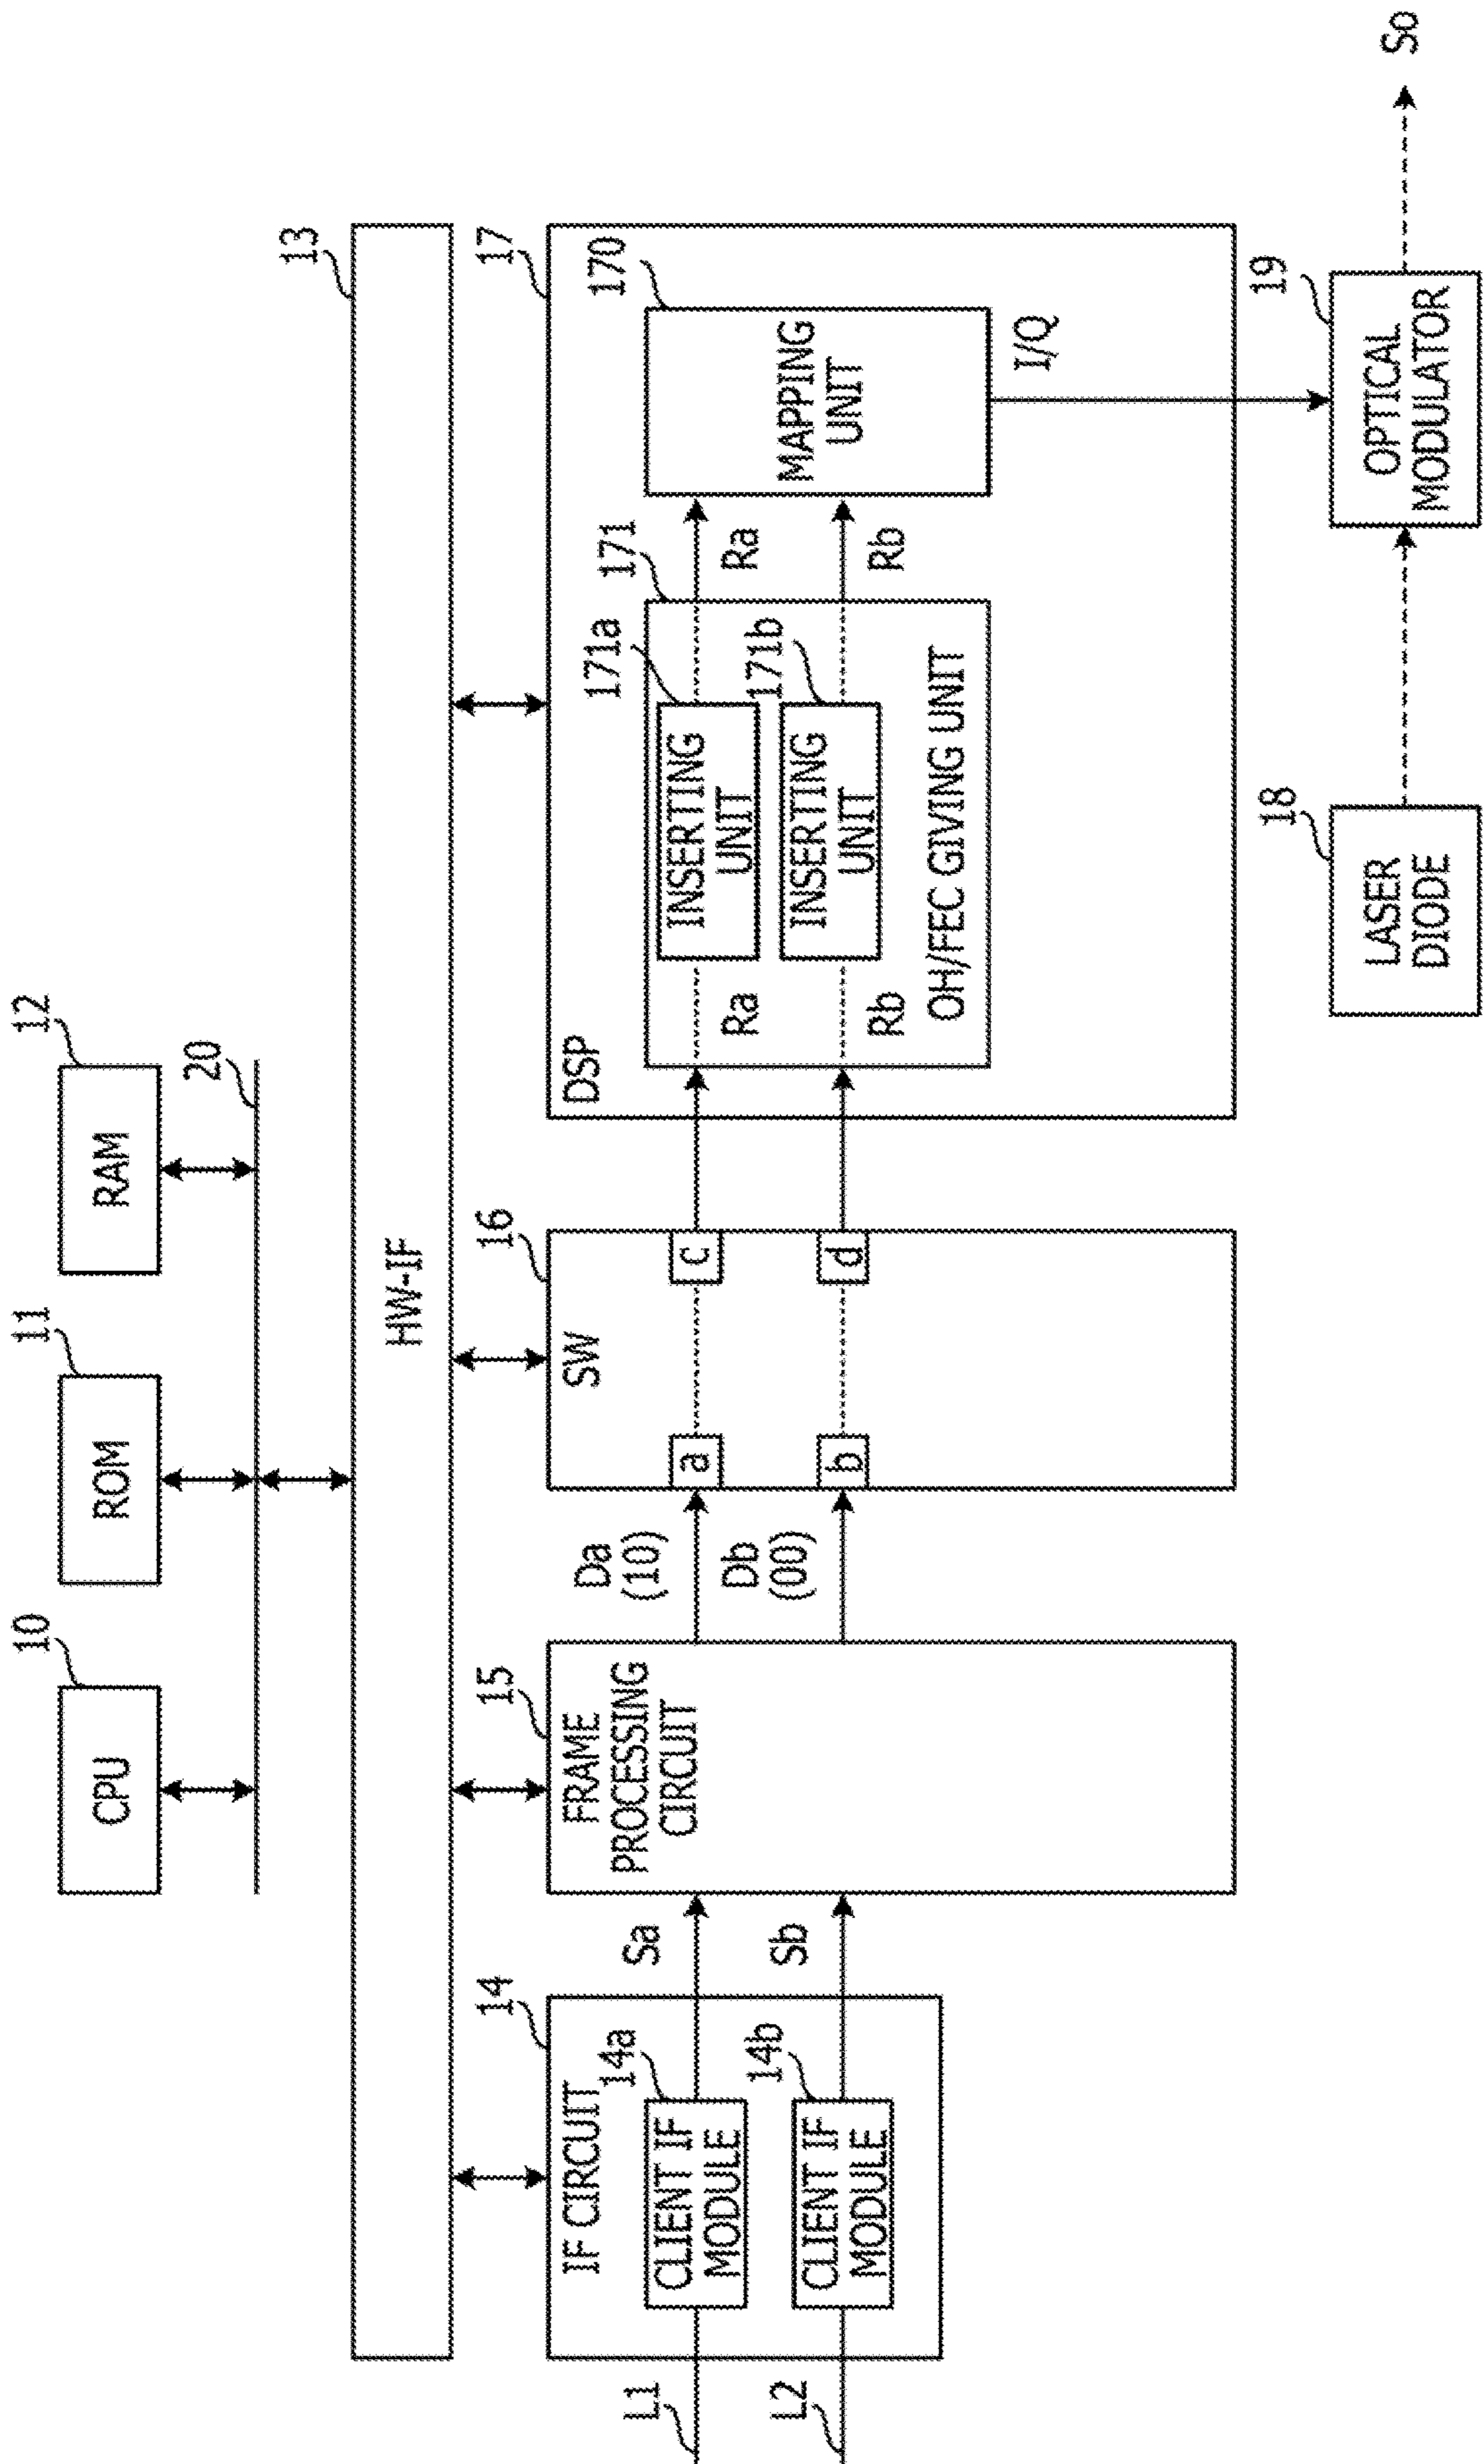 10
CPU
11
ROM
12
RAM
20
13
HW-IF
14
IF CIRCUIT
14a
CLIENT IF
MODULE
14b
CLIENT IF
MODULE
L1
L2
Sa
Sb
15
FRAME
PROCESSING
CIRCUIT
Da
(10)
Db
(00)
16
SW
a
c
b
d
17
DSP
171
171a
INSERTING
UNIT
171b
INSERTING
UNIT
OH/FEC GIVING UNIT
Ra
Ra
Rb
Rb
170
MAPPING
UNIT
I/Q
18
LASER
DIODE
19
OPTICAL
MODULATOR
So